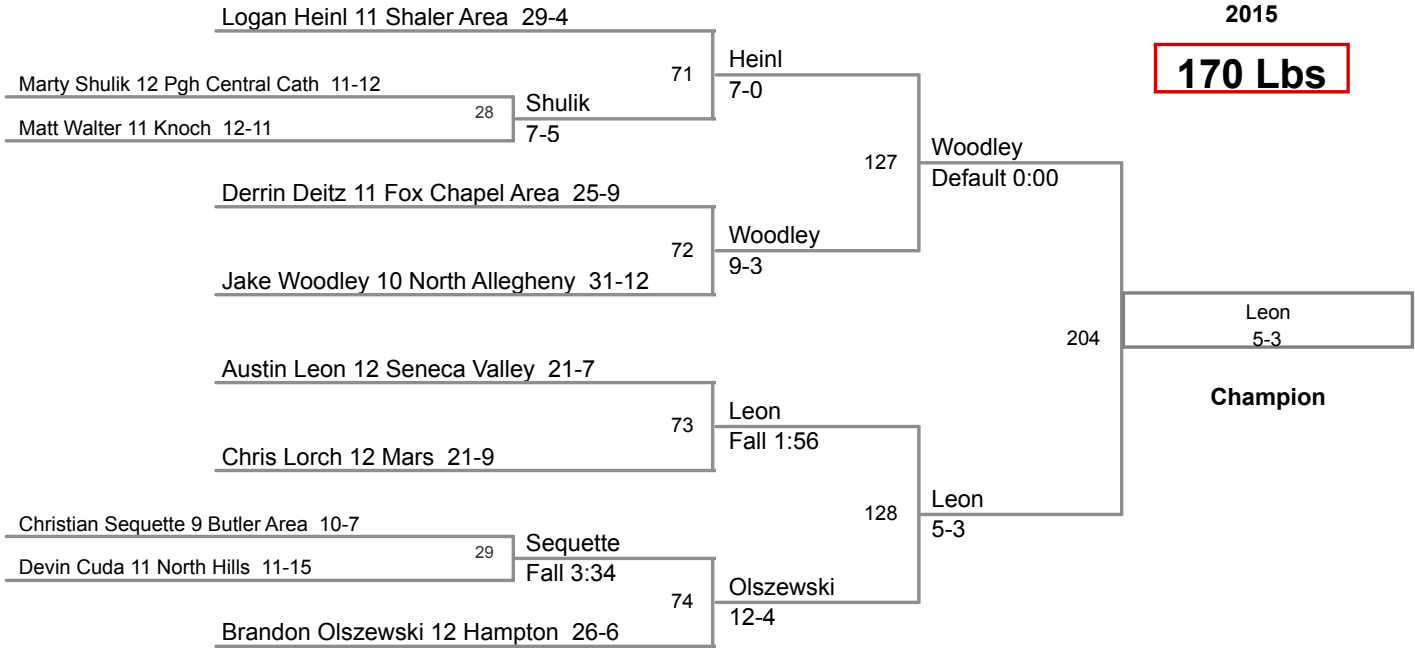 2015
170 Lbs
Logan Heinl 11 Shaler Area 29-4
71
Heinl
7-0
Marty Shulik 12 Pgh Central Cath 11-12
28
Shulik
7-5
Matt Walter 11 Knoch 12-11
127
Woodley
Default 0:00
Derrin Deitz 11 Fox Chapel Area 25-9
72
Woodley
9-3
Jake Woodley 10 North Allegheny 31-12
204
Leon
5-3
Champion
Austin Leon 12 Seneca Valley 21-7
73
Leon
Fall 1:56
Chris Lorch 12 Mars 21-9
128
Leon
5-3
Christian Sequette 9 Butler Area 10-7
29
Sequette
Fall 3:34
Devin Cuda 11 North Hills 11-15
74
Olszewski
12-4
Brandon Olszewski 12 Hampton 26-6